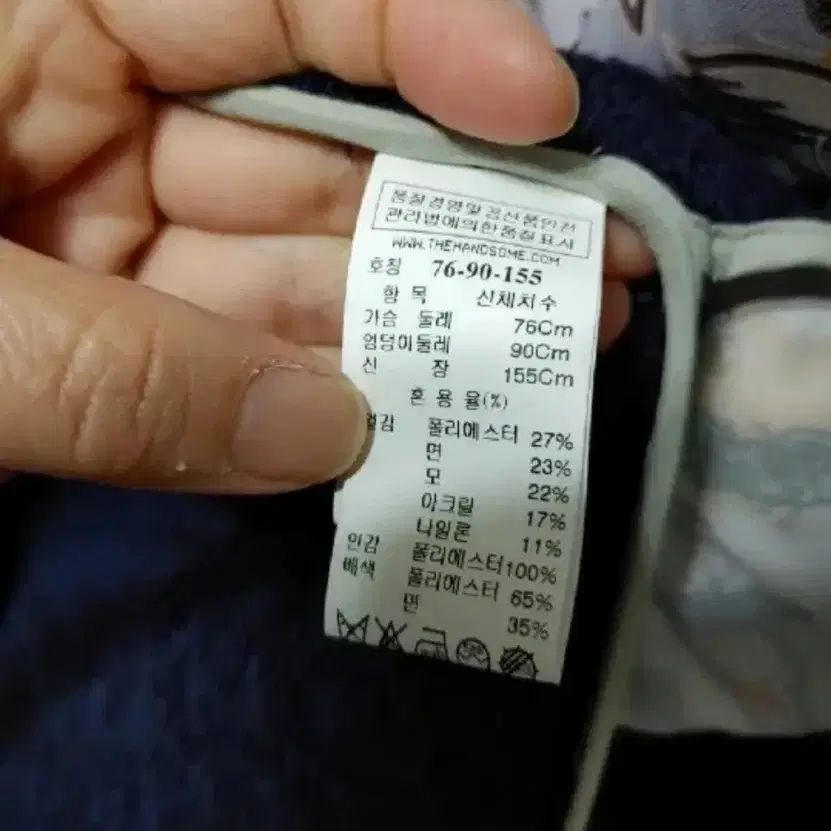 품질경영및공산품안전
관리법에의한품질표시
WWW.THEHANDSOME.COM
호칭 76-90-155
항 목 신체치수
가슴 둘레 76Cm
엉덩이둘레 90Cm
신 장 155Cm
혼 용 율(%)
겉감 폴리에스터 27%
면 23%
모 22%
아크릴 17%
나일론 11%
안감 폴리에스터 100%
배색 폴리에스터 65%
면 35%